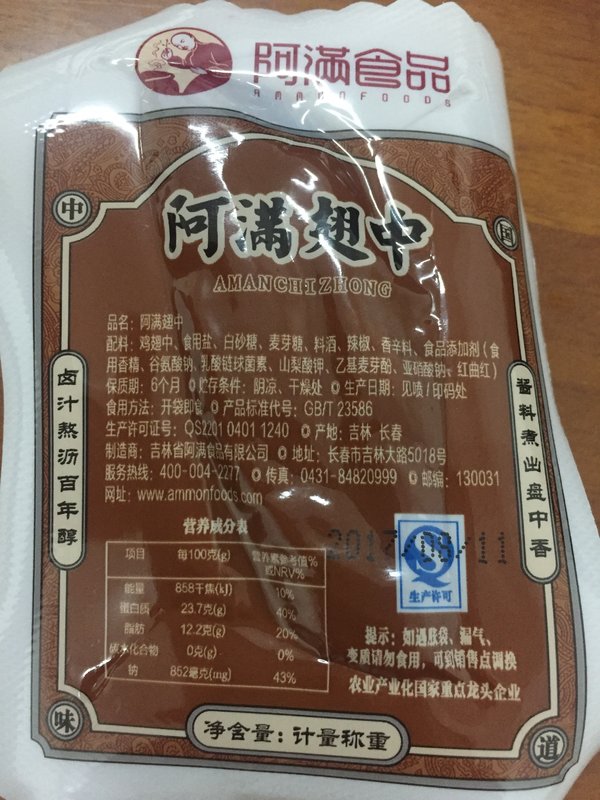 阿满食品
AMANNFOODS
中
国
阿满翅中
AMANCHIZHONG
品名：阿满翅中
配料：鸡翅中、食用盐、白砂糖、麦芽糖、料酒、辣椒、香辛料、食品添加剂（食
用香精、谷氨酸钠、乳酸链球菌素、山梨酸钾、乙基麦芽酚、亚硝酸钠、红曲红）
保质期：6个月 贮存条件：阴凉、干燥处 生产日期：见喷/印码处
食用方法：开袋即食 产品标准代号：GB/T 23586
生产许可证号：QS2201 0401 1240 产地：吉林 长春
制造商：吉林省阿满食品有限公司 地址：长春市吉林大路5018号
服务热线：400-004-2277 传真：0431-84820999 邮编：130031
网址：www.ammonfoods.com
卤汁熬沥百年醇
酱料煮出盘中香
营养成分表
项目 每100克(g) 营养素参考值%或NRV%
能量 858千焦(kJ) 10%
蛋白质 23.7克(g) 40%
脂肪 12.2克(g) 20%
碳水化合物 0克(g) 0%
钠 852毫克(mg) 43%
2017/09/11
生产许可
提示：如遇胀袋、漏气、
变质请勿食用，可到销售点调换
农业产业化国家重点龙头企业
味
净含量：计量称重
道